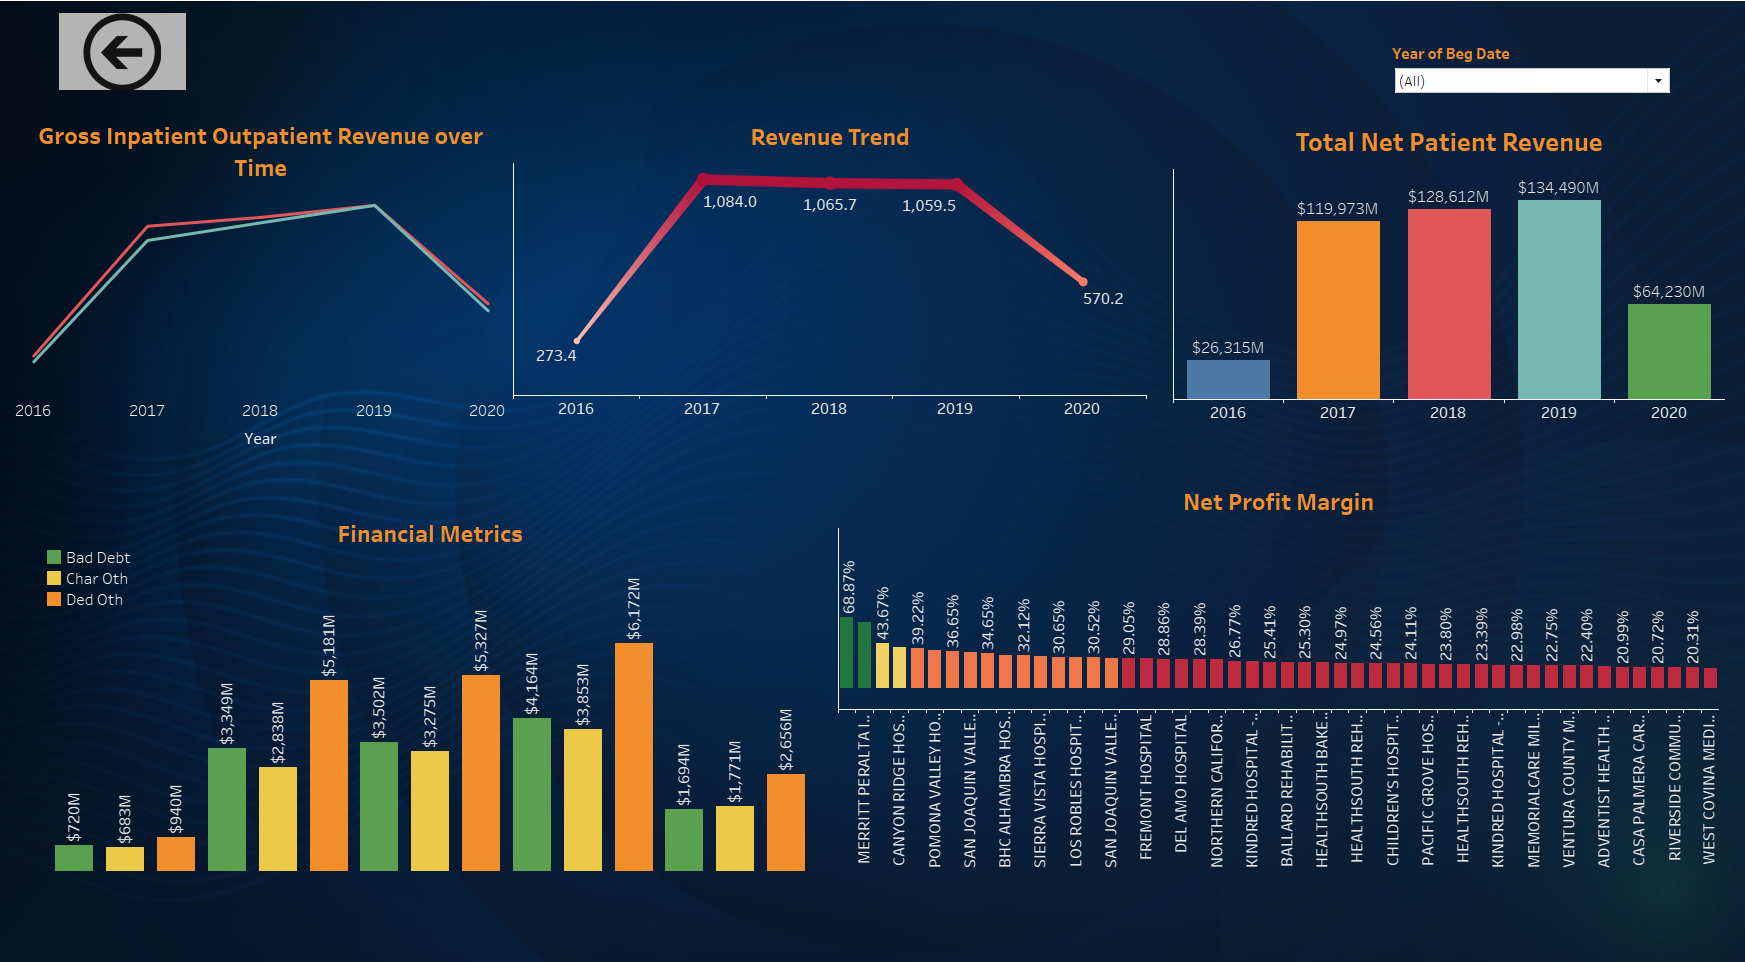 Year of Beg Date
(All)
Gross Inpatient Outpatient Revenue over
Time
2016 2017 2018 2019 2020
Year
Revenue Trend
273.4
1,084.0
1,065.7
1,059.5
570.2
2016 2017 2018 2019 2020
Total Net Patient Revenue
$26,315M
$119,973M
$128,612M
$134,490M
$64,230M
2016 2017 2018 2019 2020
Financial Metrics
Bad Debt
Char Oth
Ded Oth
$720M
$683M
$940M
$3,349M
$2,838M
$5,181M
$3,502M
$3,275M
$5,327M
$4,164M
$3,853M
$6,172M
$1,694M
$1,771M
$2,656M
Net Profit Margin
68.87%
43.67%
39.22%
36.65%
34.65%
32.12%
30.65%
30.52%
29.05%
28.86%
28.39%
26.77%
25.41%
25.30%
24.97%
24.56%
24.11%
23.80%
23.39%
22.98%
22.75%
22.40%
20.99%
20.72%
20.31%
MERRITT PERALTA I..
CANYON RIDGE HOS..
POMONA VALLEY HO..
SAN JOAQUIN VALLE..
BHC ALHAMBRA HOS..
SIERRA VISTA HOSPI..
LOS ROBLES HOSPIT..
SAN JOAQUIN VALLE..
FREMONT HOSPITAL
DEL AMO HOSPITAL
NORTHERN CALIFOR..
KINDRED HOSPITAL -..
BALLARD REHABILIT..
HEALTHSOUTH BAKE..
HEALTHSOUTH REH..
CHILDREN'S HOSPIT..
PACIFIC GROVE HOS..
HEALTHSOUTH REH..
KINDRED HOSPITAL -..
MEMORIALCARE MIL..
VENTURA COUNTY M..
ADVENTIST HEALTH ..
CASA PALMERA CAR..
RIVERSIDE COMMU..
WEST COVINA MEDI..